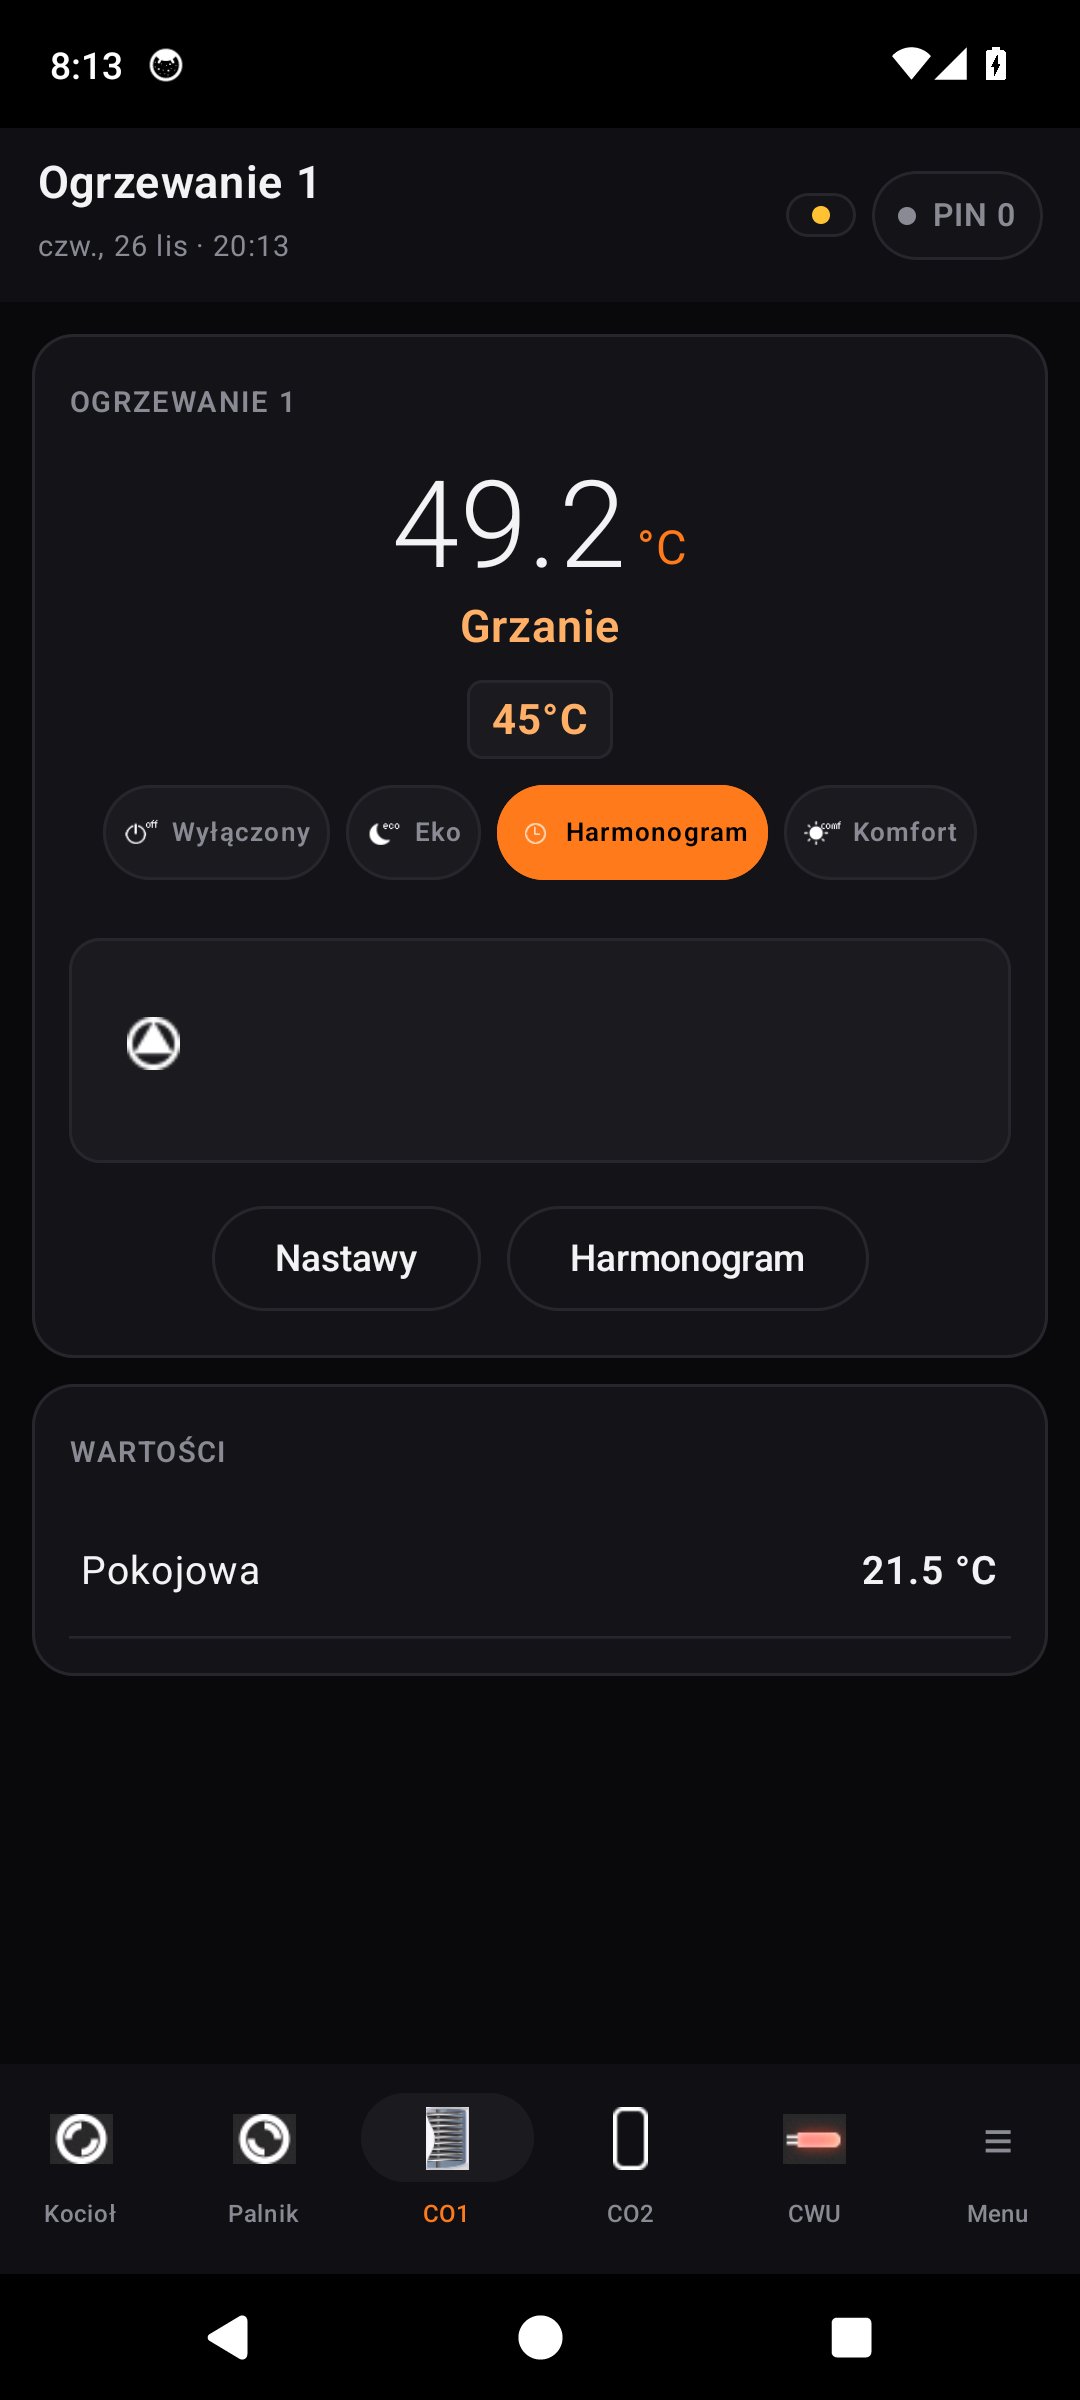 8:13
Ogrzewanie 1
czw., 26 lis · 20:13
PIN 0
OGRZEWANIE 1
49.2 °C
Grzanie
45°C
off Wyłączony eco Eko Harmonogram comf Komfort
Nastawy Harmonogram
WARTOŚCI
Pokojowa 21.5 °C
Kocioł Palnik CO1 CO2 CWU Menu